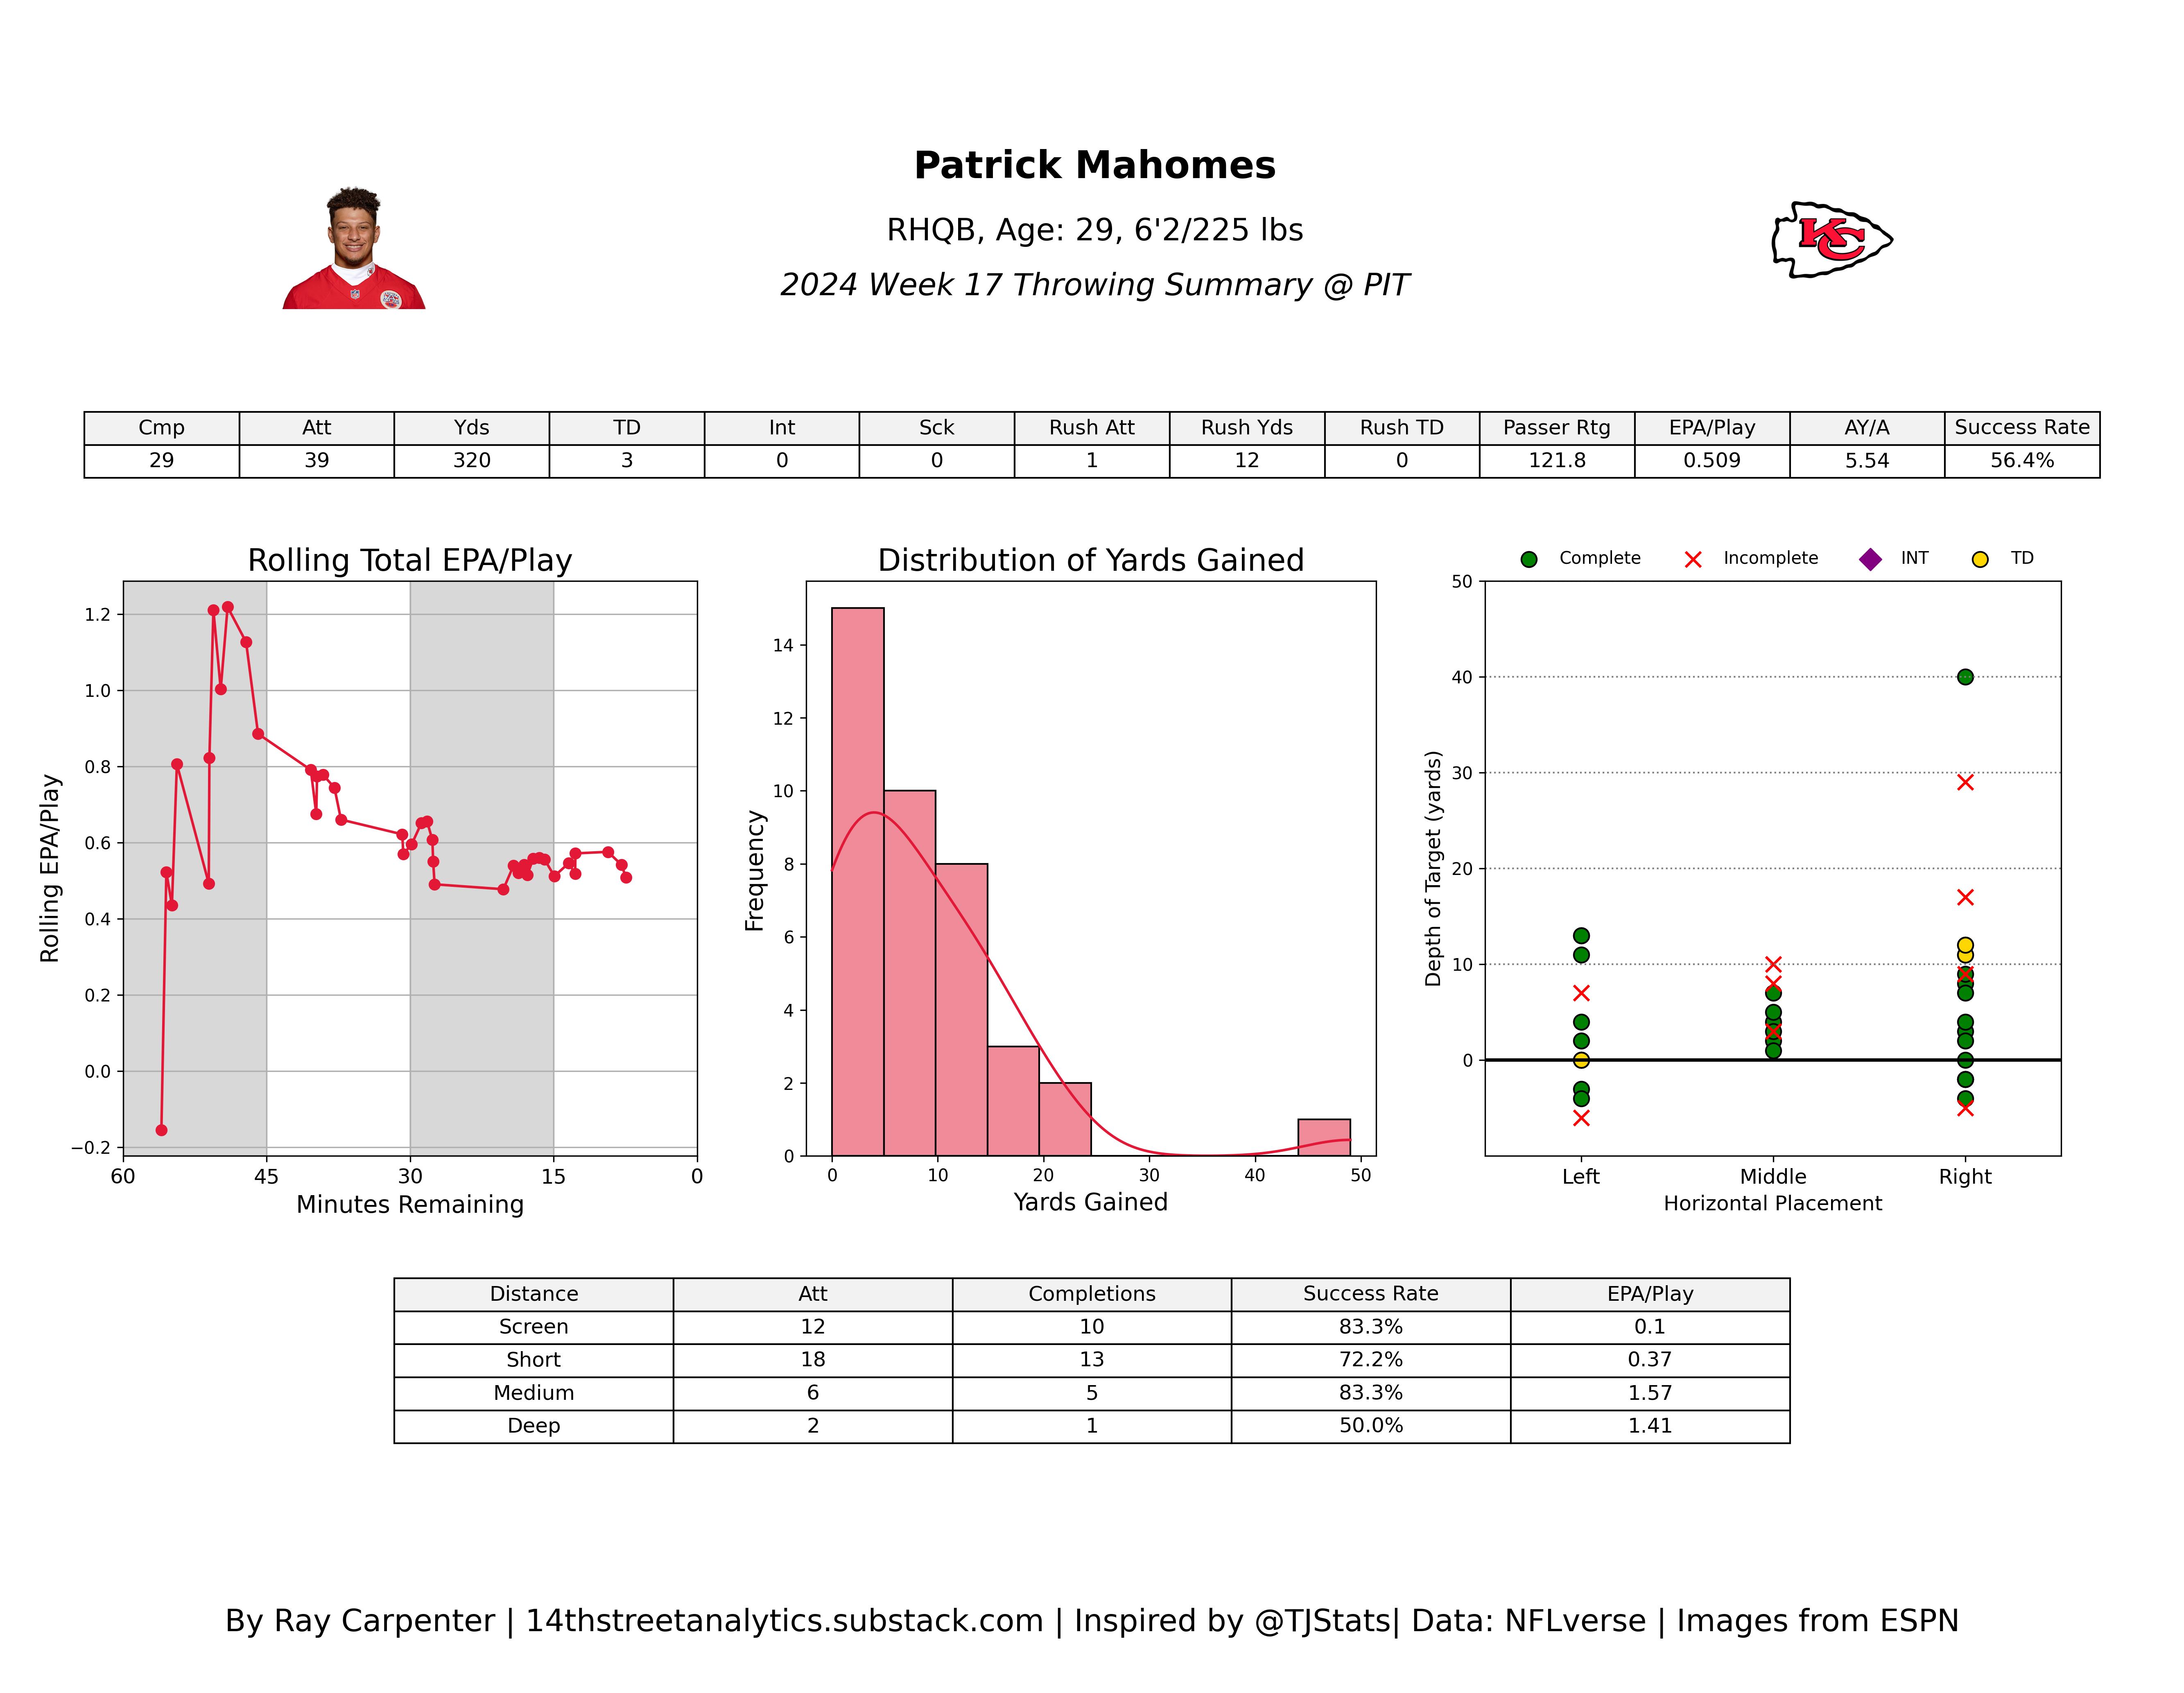 Patrick Mahomes
RHQB, Age: 29, 6'2/225 lbs
2024 Week 17 Throwing Summary @ PIT
KC
Cmp Att Yds TD Int Sck Rush Att Rush Yds Rush TD Passer Rtg EPA/Play AY/A Success Rate
29 39 320 3 0 0 1 12 0 121.8 0.509 5.54 56.4%
Rolling Total EPA/Play
Rolling EPA/Play
1.2
1.0
0.8
0.6
0.4
0.2
0.0
−0.2
60 45 30 15 0
Minutes Remaining
Distribution of Yards Gained
Frequency
14
12
10
8
6
4
2
0
0 10 20 30 40 50
Yards Gained
Complete Incomplete INT TD
Depth of Target (yards)
50
40
30
20
10
0
Left Middle Right
Horizontal Placement
Distance Att Completions Success Rate EPA/Play
Screen 12 10 83.3% 0.1
Short 18 13 72.2% 0.37
Medium 6 5 83.3% 1.57
Deep 2 1 50.0% 1.41
By Ray Carpenter | 14thstreetanalytics.substack.com | Inspired by @TJStats| Data: NFLverse | Images from ESPN